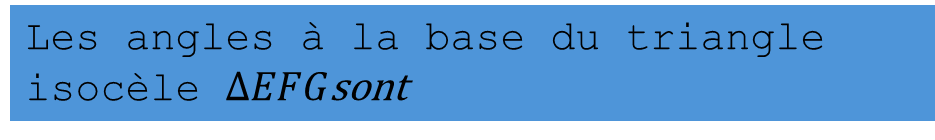 Les angles à la base du triangle
isocèle ΔEFGsont